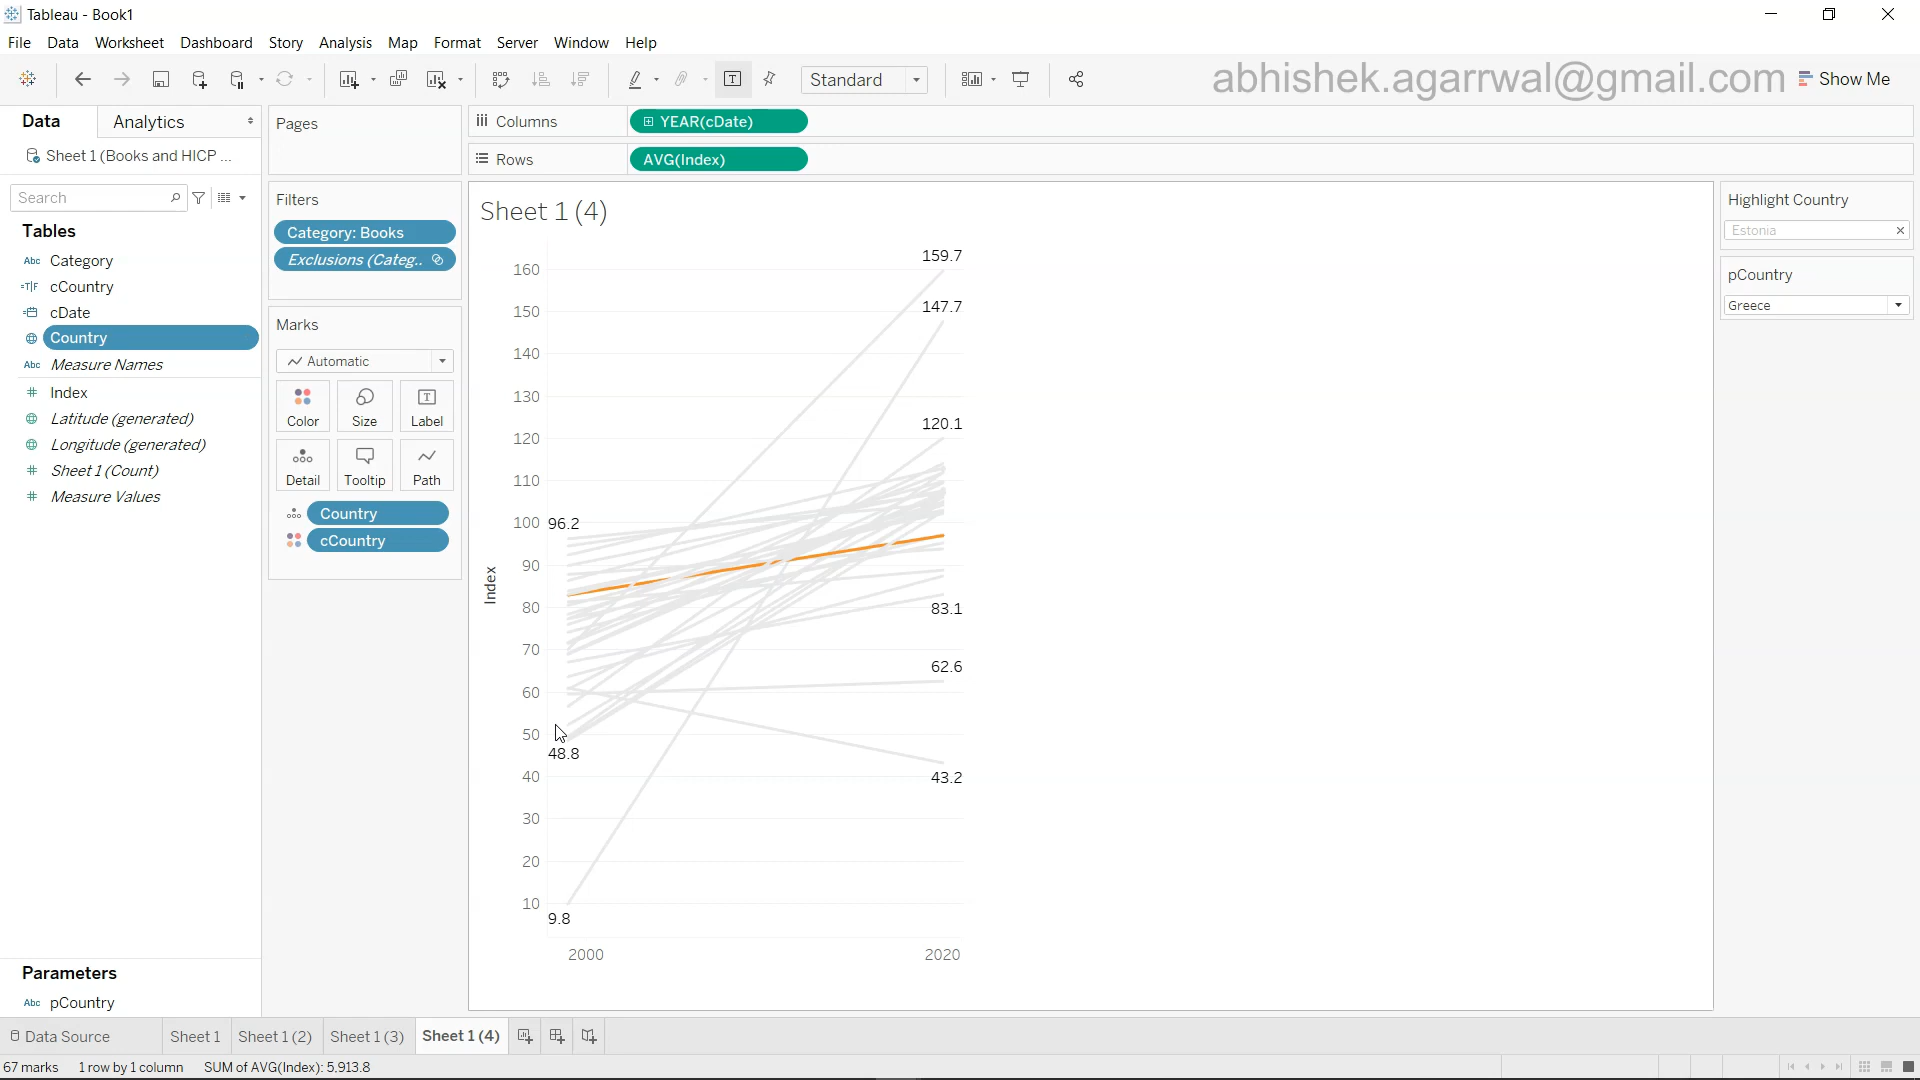 Tableau - Book1
File Data Worksheet Dashboard Story Analysis Map Format Server Window Help
Standard
abhishek.agarrwal@gmail.com
Show Me
Data
Analytics
Sheet 1 (Books and HICP ...
Search
Tables
Abc Category
=T|F cCountry
cDate
Country
Abc Measure Names
# Index
Latitude (generated)
Longitude (generated)
# Sheet 1 (Count)
# Measure Values
Parameters
Abc pCountry
Pages
Filters
Category: Books
Exclusions (Categ..
Marks
Automatic
Color Size Label
Detail Tooltip Path
Country
cCountry
Columns YEAR(cDate)
Rows AVG(Index)
Sheet 1 (4)
159.7
160
147.7
150
140
130
120.1
120
110
100 96.2
90
Index
80
83.1
70
62.6
60
50
48.8
40
43.2
30
20
10
9.8
2000 2020
Highlight Country
Estonia
pCountry
Greece
Data Source Sheet 1 Sheet 1 (2) Sheet 1 (3) Sheet 1 (4)
67 marks 1 row by 1 column SUM of AVG(Index): 5,913.8